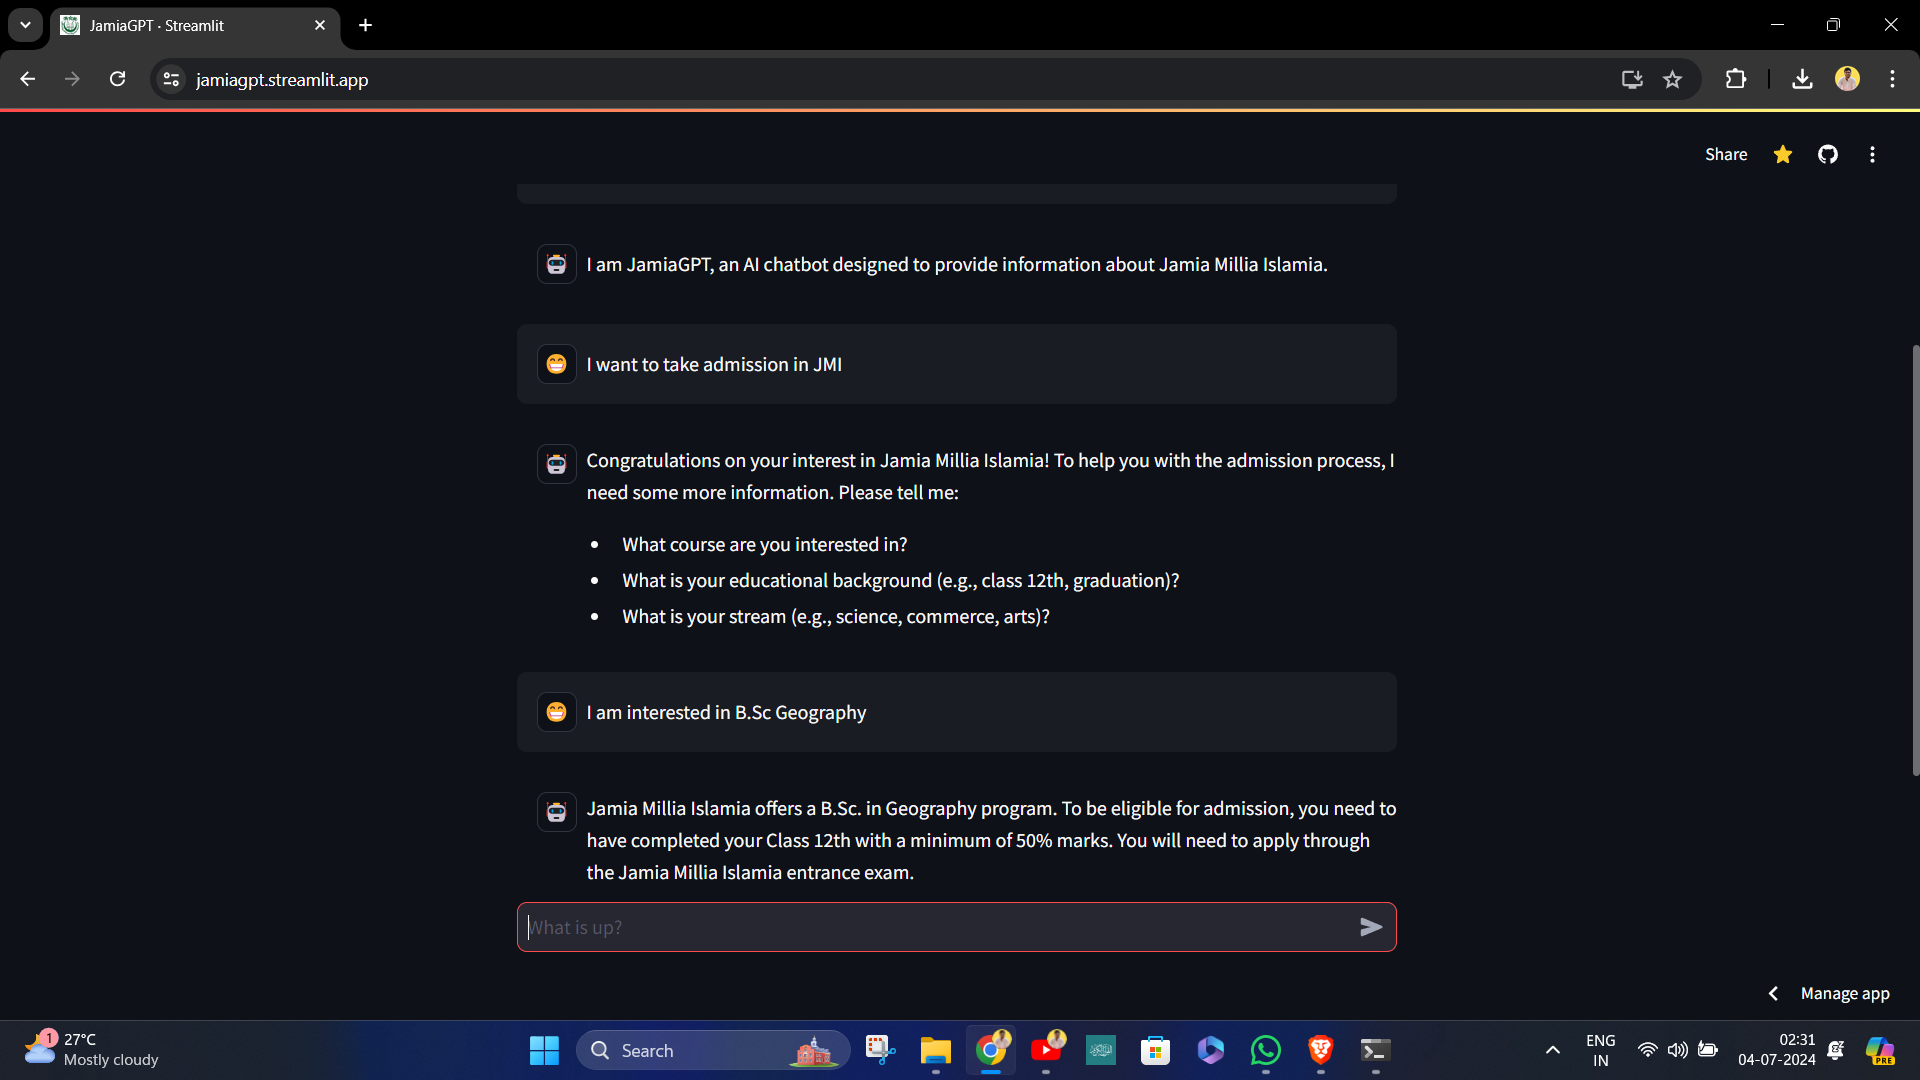 JamiaGPT · Streamlit
jamiagpt.streamlit.app
Share
I am JamiaGPT, an AI chatbot designed to provide information about Jamia Millia Islamia.
I want to take admission in JMI
Congratulations on your interest in Jamia Millia Islamia! To help you with the admission process, I
need some more information. Please tell me:
• What course are you interested in?
• What is your educational background (e.g., class 12th, graduation)?
• What is your stream (e.g., science, commerce, arts)?
I am interested in B.Sc Geography
Jamia Millia Islamia offers a B.Sc. in Geography program. To be eligible for admission, you need to
have completed your Class 12th with a minimum of 50% marks. You will need to apply through
the Jamia Millia Islamia entrance exam.
What is up?
Manage app
1
27°C
Mostly cloudy
Search
ENG
IN
02:31
04-07-2024
PRE